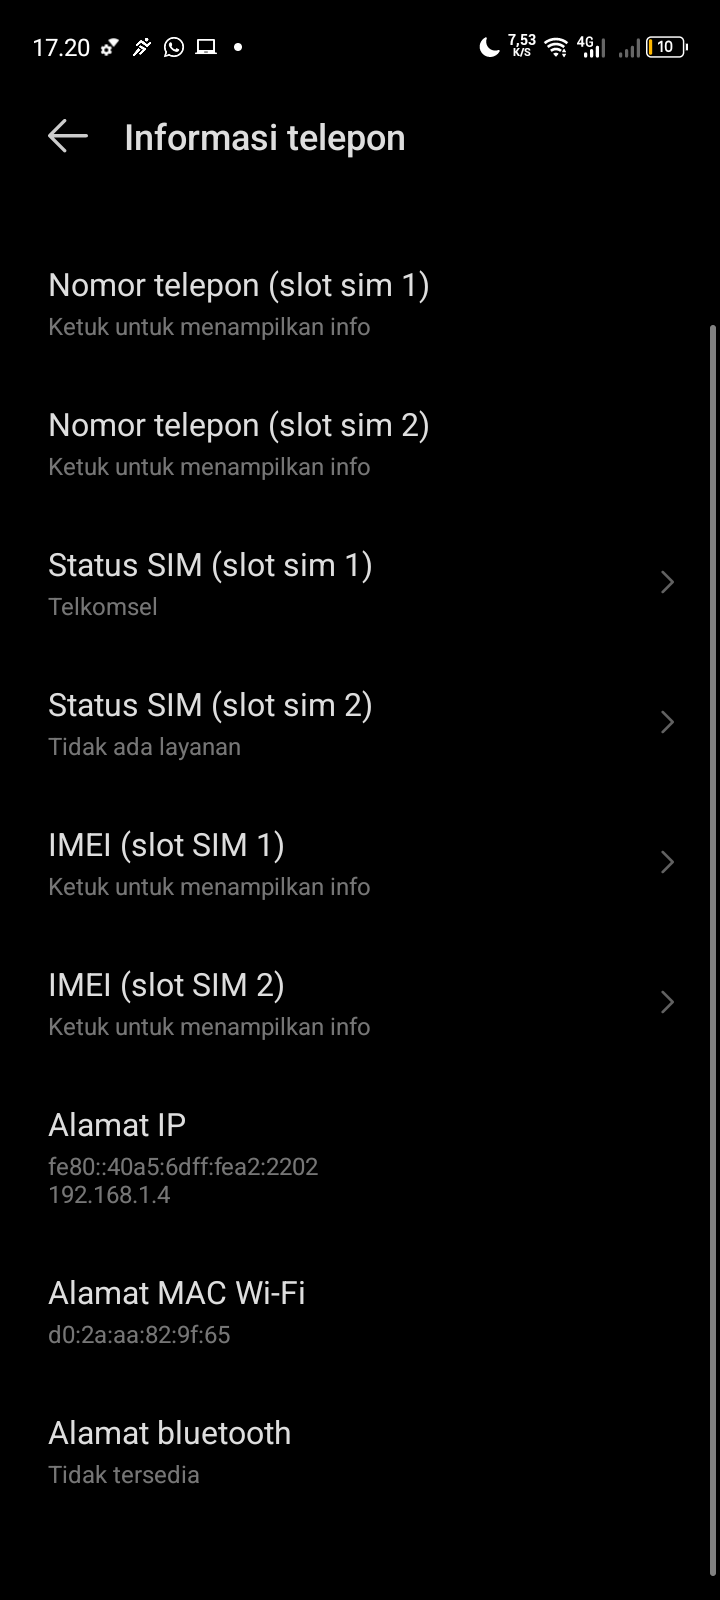 17.20
7,53
K/S
4G
10
Informasi telepon
Nomor telepon (slot sim 1)
Ketuk untuk menampilkan info
Nomor telepon (slot sim 2)
Ketuk untuk menampilkan info
Status SIM (slot sim 1)
Telkomsel
Status SIM (slot sim 2)
Tidak ada layanan
IMEI (slot SIM 1)
Ketuk untuk menampilkan info
IMEI (slot SIM 2)
Ketuk untuk menampilkan info
Alamat IP
fe80::40a5:6dff:fea2:2202
192.168.1.4
Alamat MAC Wi-Fi
d0:2a:aa:82:9f:65
Alamat bluetooth
Tidak tersedia